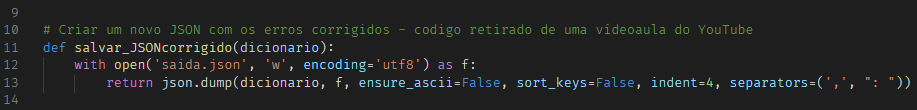 9
10 # Criar um novo JSON com os erros corrigidos - codigo retirado de uma vídeoaula do YouTube
11 def salvar_JSONcorrigido(dicionario):
12 with open('saida.json', 'w', encoding='utf8') as f:
13 return json.dump(dicionario, f, ensure_ascii=False, sort_keys=False, indent=4, separators=(',', ": "))
14